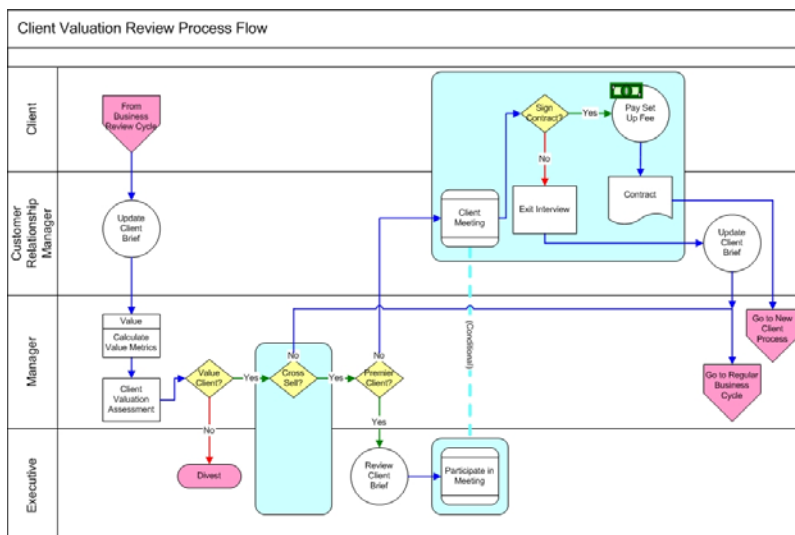 Client Valuation Review Process Flow
Client
From
Business
Review Cycle
Sign
Contract?
Yes
Pay Set
Up Fee
No
Customer
Relationship
Manager
Update
Client
Brief
Client
Meeting
Exit Interview
Contract
Update
Client
Brief
Manager
Value
Calculate
Value Metrics
Client
Valuation
Assessment
Value
Client?
Yes
No
Cross
Sell?
Yes
No
Premier
Client?
(Conditional)
Go to New
Client
Process
Go to Regular
Business
Cycle
No
Yes
Executive
Divest
Review
Client
Brief
Participate in
Meeting